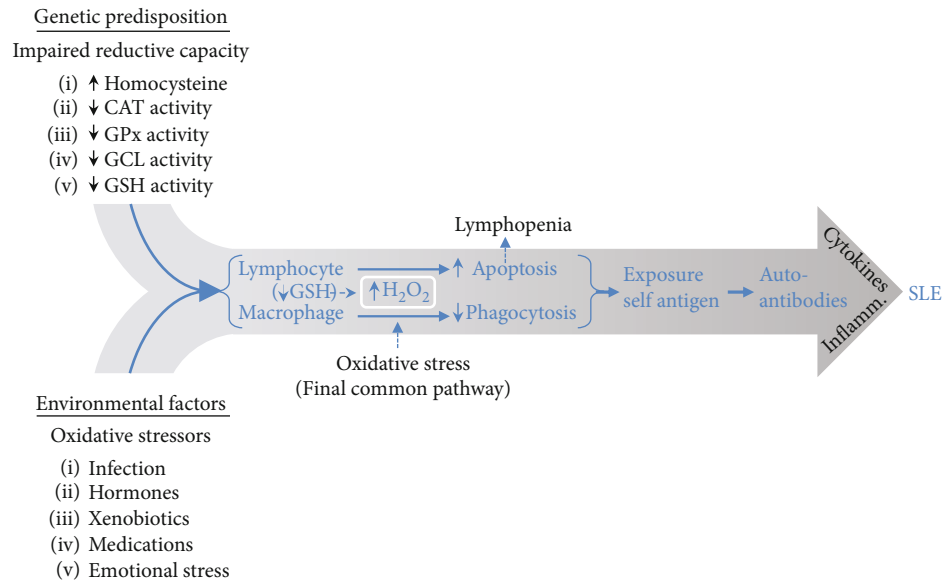 Genetic predisposition
Impaired reductive capacity
(i) ↑ Homocysteine
(ii) ↓ CAT activity
(iii) ↓ GPx activity
(iv) ↓ GCL activity
(v) ↓ GSH activity
Lymphopenia
Lymphocyte
↑ Apoptosis
(↓GSH)
↑ H₂O₂
Macrophage
↓ Phagocytosis
Exposure
self antigen
Auto-
antibodies
Cytokines
Inflamm.
SLE
Oxidative stress
(Final common pathway)
Environmental factors
Oxidative stressors
(i) Infection
(ii) Hormones
(iii) Xenobiotics
(iv) Medications
(v) Emotional stress